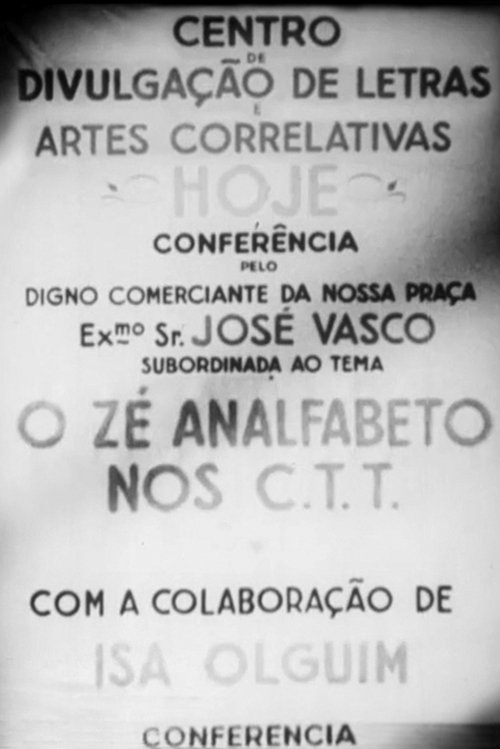 CENTRO
DE
DIVULGAÇÃO DE LETRAS
E
ARTES CORRELATIVAS
HOJE
CONFERÊNCIA
PELO
DIGNO COMERCIANTE DA NOSSA PRAÇA
Exmo Sr. JOSÉ VASCO
SUBORDINADA AO TEMA
O ZÉ ANALFABETO
NOS C.T.T.
COM A COLABORAÇÃO DE
ISA OLGUIM
CONFERENCIA